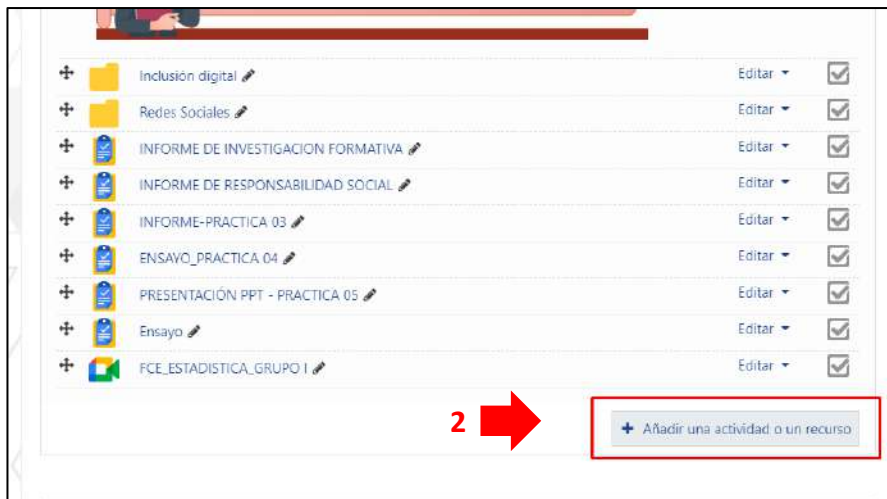 Inclusión digital Editar
Redes Sociales Editar
INFORME DE INVESTIGACION FORMATIVA Editar
INFORME DE RESPONSABILIDAD SOCIAL Editar
INFORME-PRACTICA 03 Editar
ENSAYO_PRACTICA 04 Editar
PRESENTACIÓN PPT - PRACTICA 05 Editar
Ensayo Editar
FCE_ESTADISTICA_GRUPO I Editar
2 + Añadir una actividad o un recurso